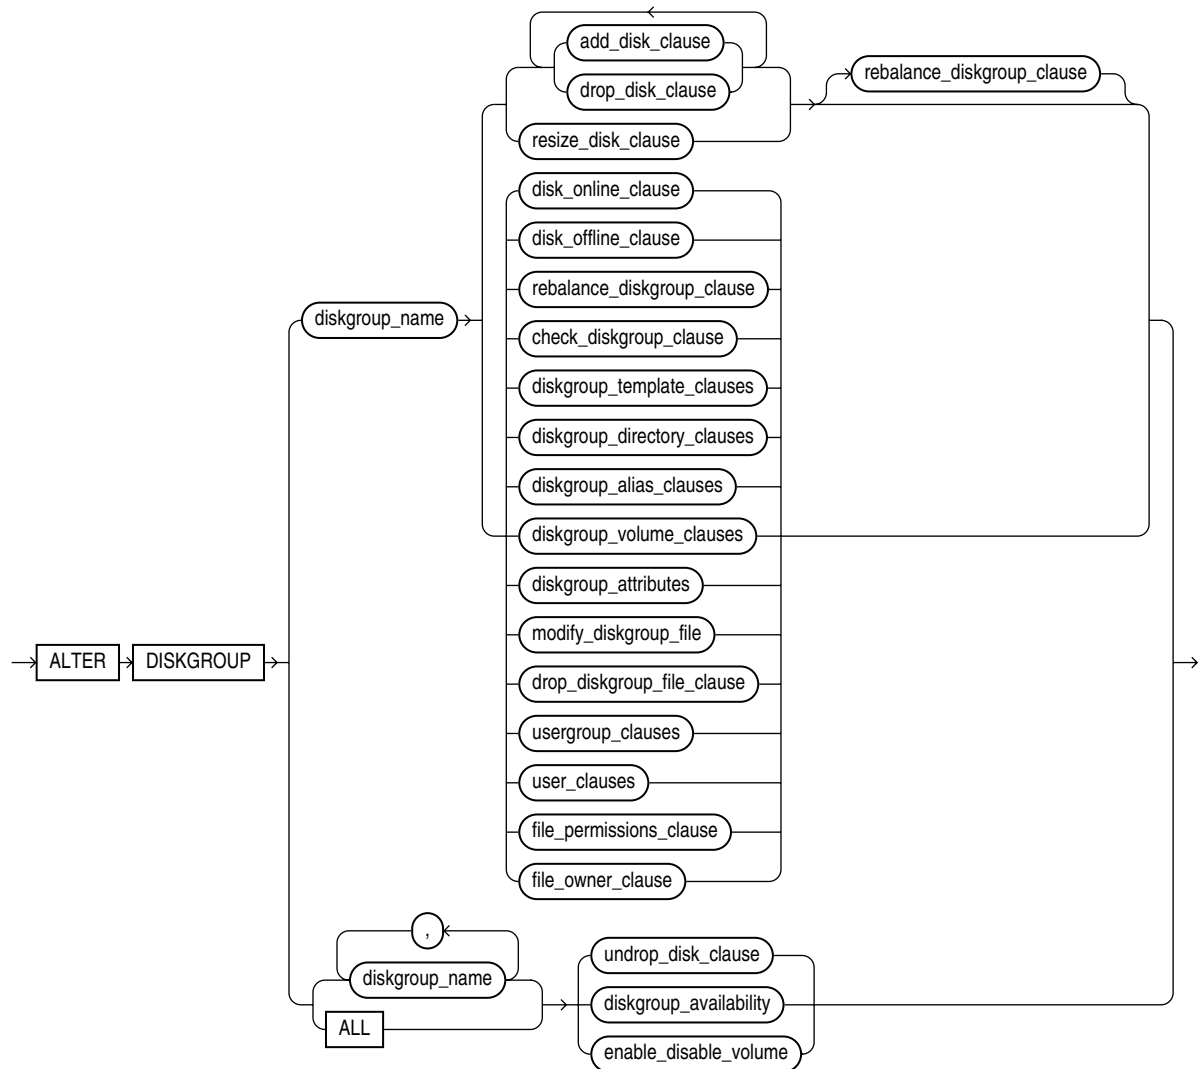 add_disk_clause
rebalance_diskgroup_clause
drop_disk_clause
resize_disk_clause
disk_online_clause
disk_offline_clause
rebalance_diskgroup_clause
diskgroup_name
check_diskgroup_clause
diskgroup_template_clauses
diskgroup_directory_clauses
diskgroup_alias_clauses
diskgroup_volume_clauses
diskgroup_attributes
modify_diskgroup_file
ALTER DISKGROUP
drop_diskgroup_file_clause
usergroup_clauses
user_clauses
file_permissions_clause
file_owner_clause
,
undrop_disk_clause
diskgroup_name
diskgroup_availability
ALL
enable_disable_volume